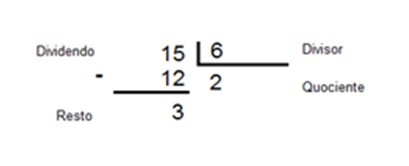 Dividendo 15 6 Divisor
- 12 2 Quociente
Resto 3